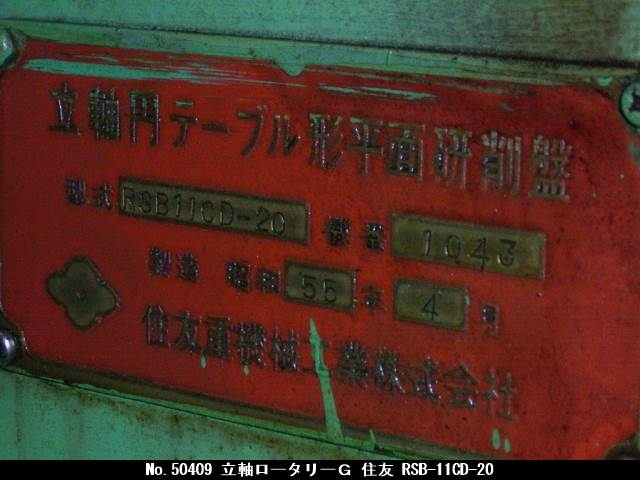 立軸円テーブル形平面研削盤
型式 RSB11CD-20 機番 1043
製造 昭和 55 年 4 月
住友重機械工業株式会社
No.50409 立軸ロータリーG 住友 RSB-11CD-20